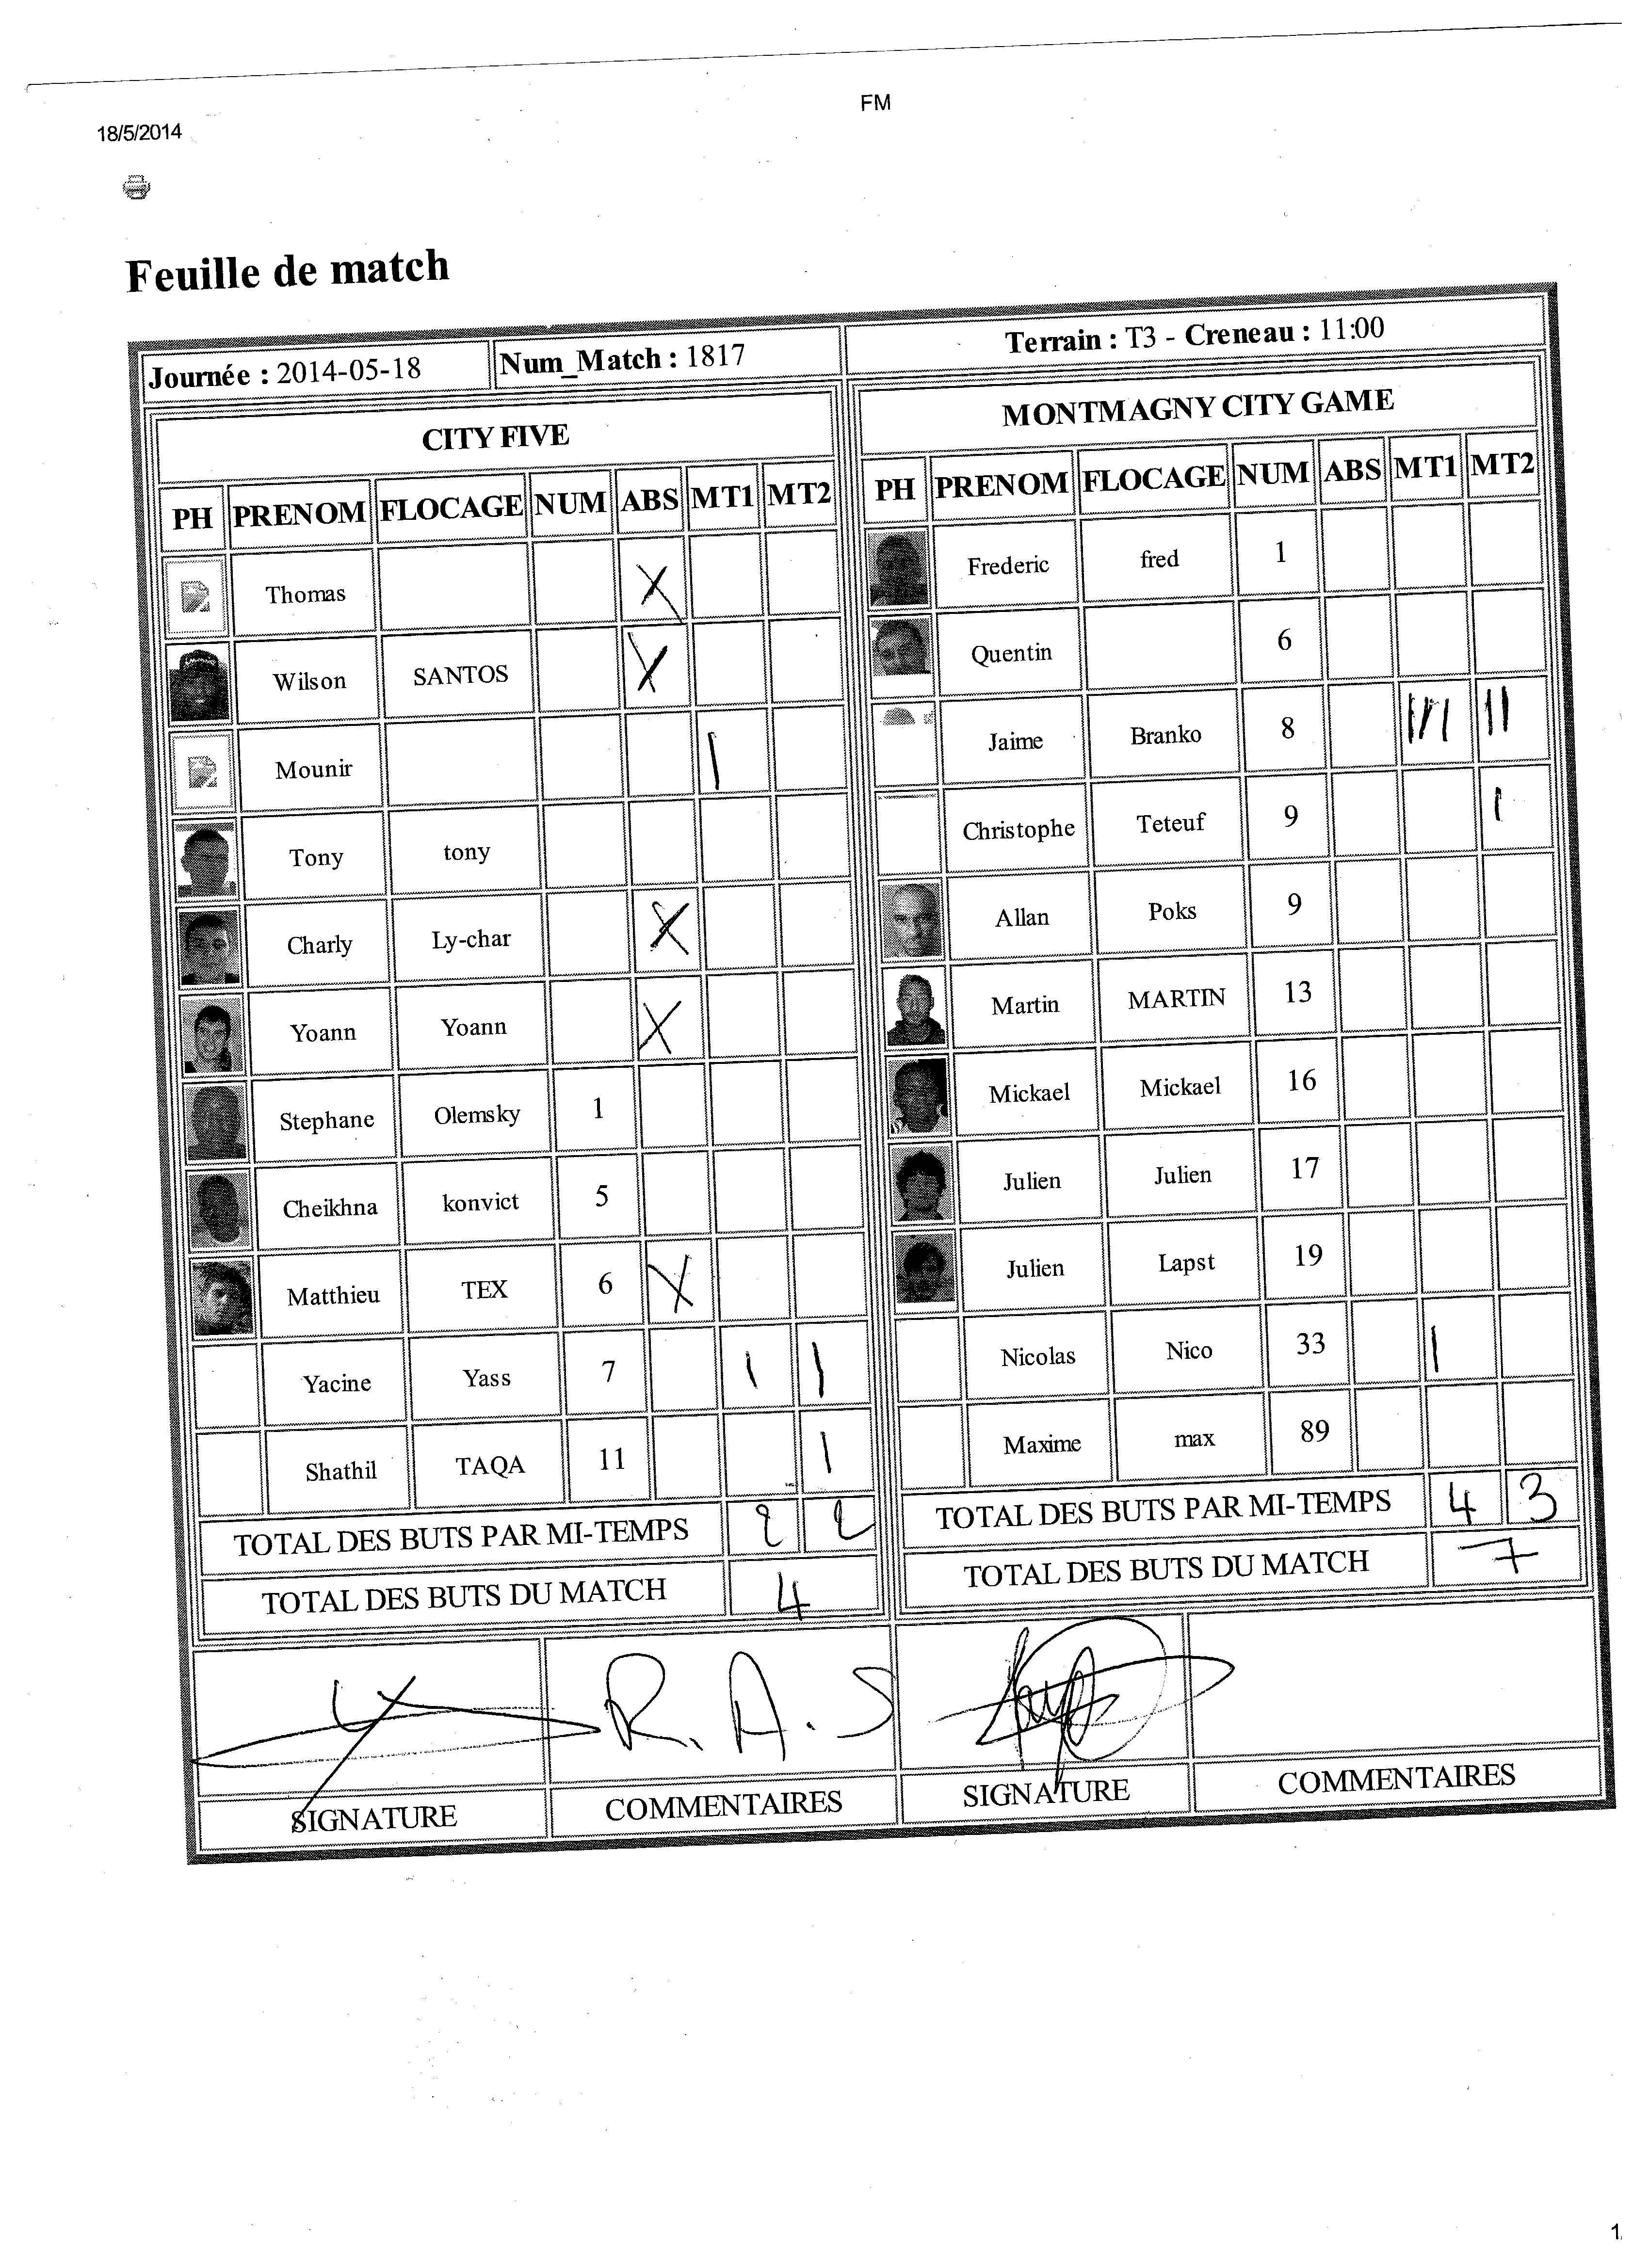 FM
18/5/2014
Feuille de match
Journée : 2014-05-18 Num_Match : 1817 Terrain : T3 - Creneau : 11:00
CITY FIVE MONTMAGNY CITY GAME
PH PRENOM FLOCAGE NUM ABS MT1 MT2 PH PRENOM FLOCAGE NUM ABS MT1 MT2
Thomas X Frederic fred 1
Wilson SANTOS X Quentin 6
Mounir | Jaime Branko 8 ||| ||
Tony tony Christophe Teteuf 9 |
Charly Ly-char X Allan Poks 9
Yoann Yoann X Martin MARTIN 13
Stephane Olemsky 1 Mickael Mickael 16
Cheikhna konvict 5 Julien Julien 17
Matthieu TEX 6 X Julien Lapst 19
Yacine Yass 7 | | Nicolas Nico 33 |
Shathil TAQA 11 | Maxime max 89
TOTAL DES BUTS PAR MI-TEMPS 2 2 TOTAL DES BUTS PAR MI-TEMPS 4 3
TOTAL DES BUTS DU MATCH 4 TOTAL DES BUTS DU MATCH 7
R.A.S
SIGNATURE COMMENTAIRES SIGNATURE COMMENTAIRES
1